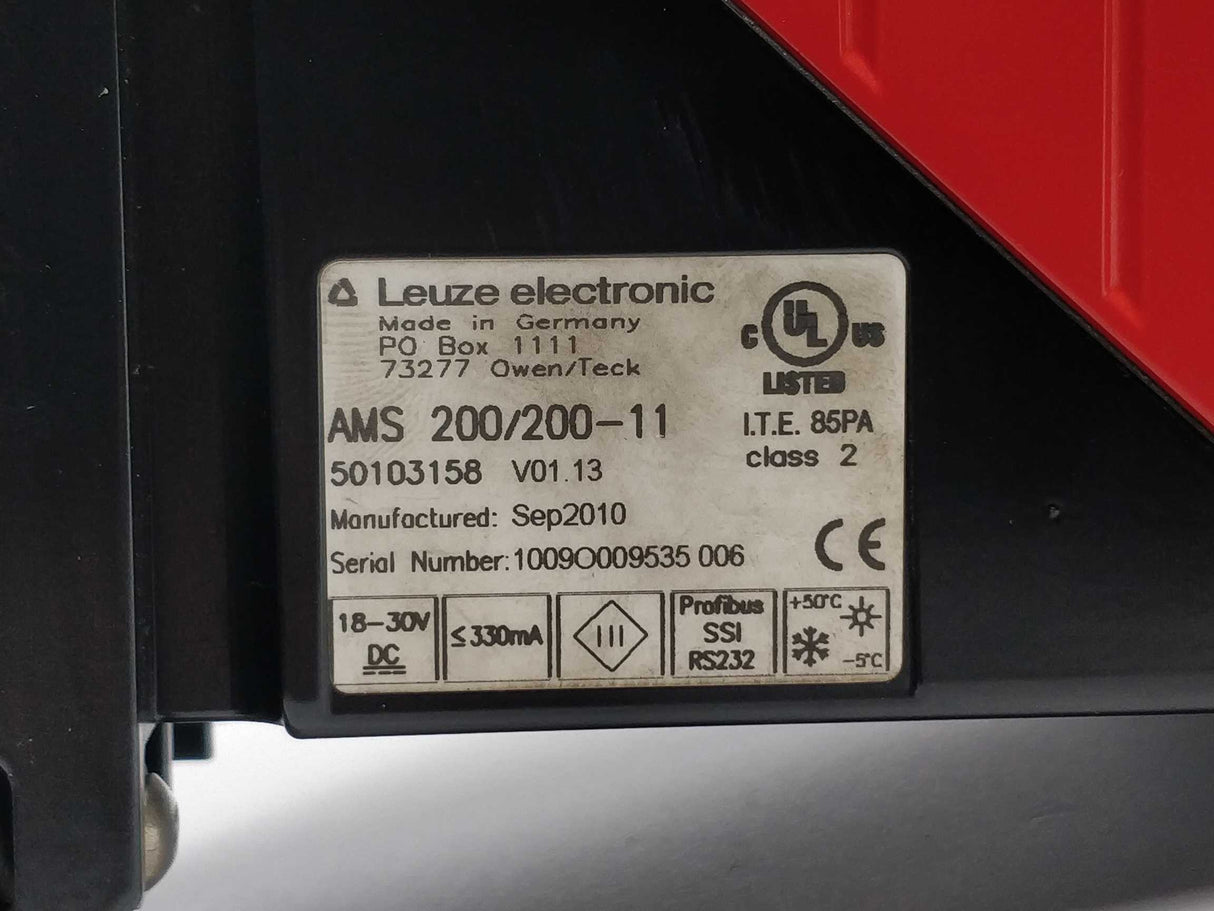 Leuze electronic
Made in Germany
PO Box 1111
73277 Owen/Teck
C UL US
LISTED
AMS 200/200-11
I.T.E. 85PA
class 2
50103158 V01.13
Manufactured: Sep2010
Serial Number:1009O009535 006
CE
18-30V
DC
≤330mA
III
Profibus
SSI
RS232
+50°C
-5°C